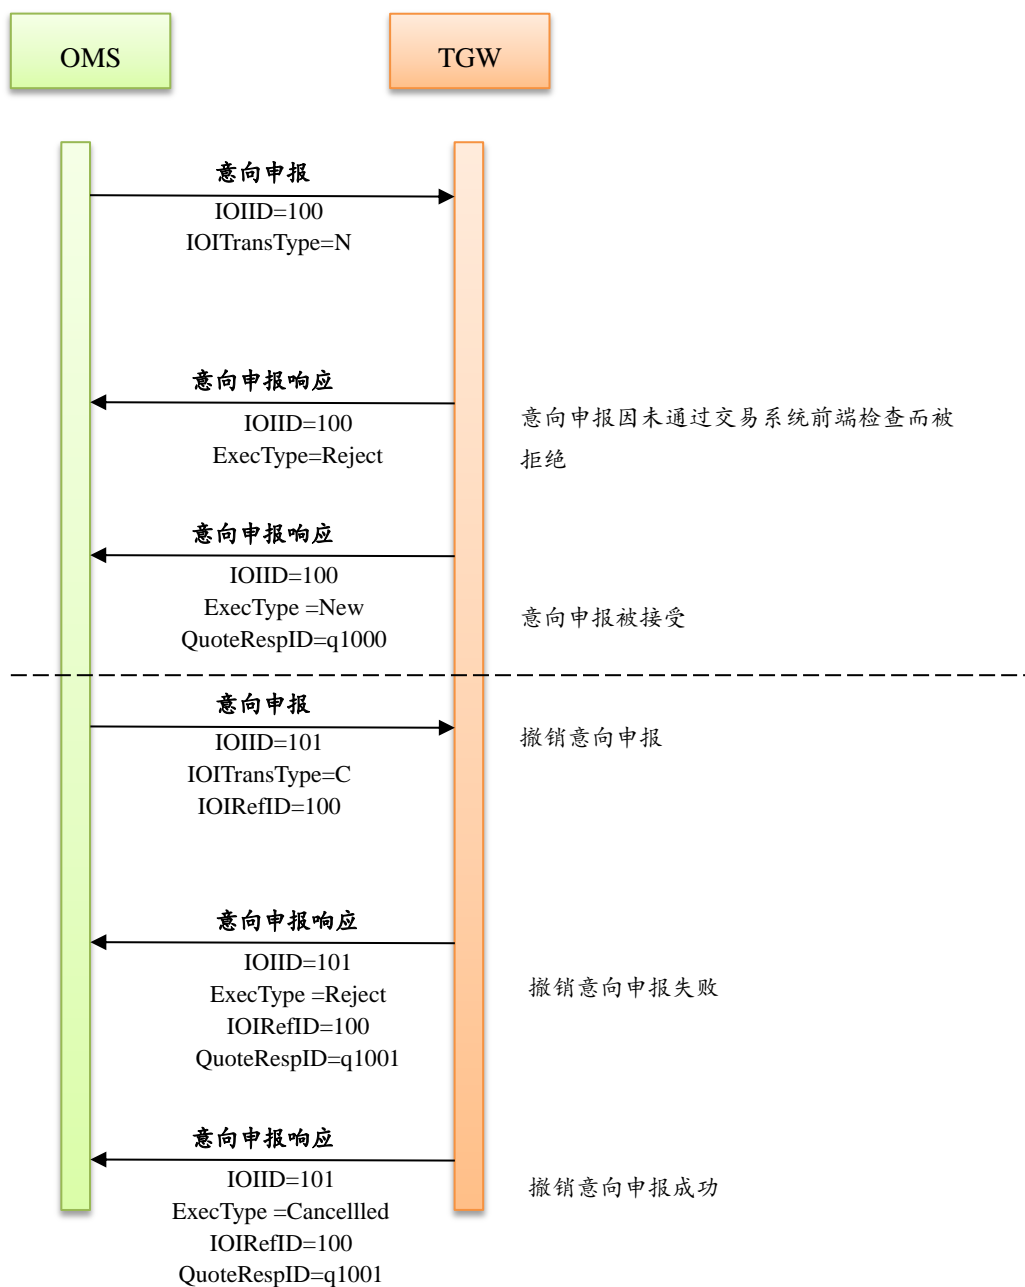 OMS
TGW
意向申报
IOIID=100
IOITransType=N
意向申报响应
IOIID=100
ExecType=Reject
意向申报因未通过交易系统前端检查而被
拒绝
意向申报响应
IOIID=100
ExecType =New
QuoteRespID=q1000
意向申报被接受
意向申报
IOIID=101
IOITransType=C
IOIRefID=100
撤销意向申报
意向申报响应
IOIID=101
ExecType =Reject
IOIRefID=100
QuoteRespID=q1001
撤销意向申报失败
意向申报响应
IOIID=101
ExecType =Cancellled
IOIRefID=100
QuoteRespID=q1001
撤销意向申报成功